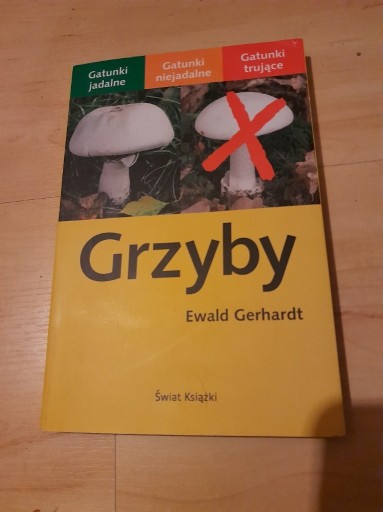 Gatunki
jadalne
Gatunki
niejadalne
Gatunki
trujące
Grzyby
Ewald Gerhardt
Świat Książki